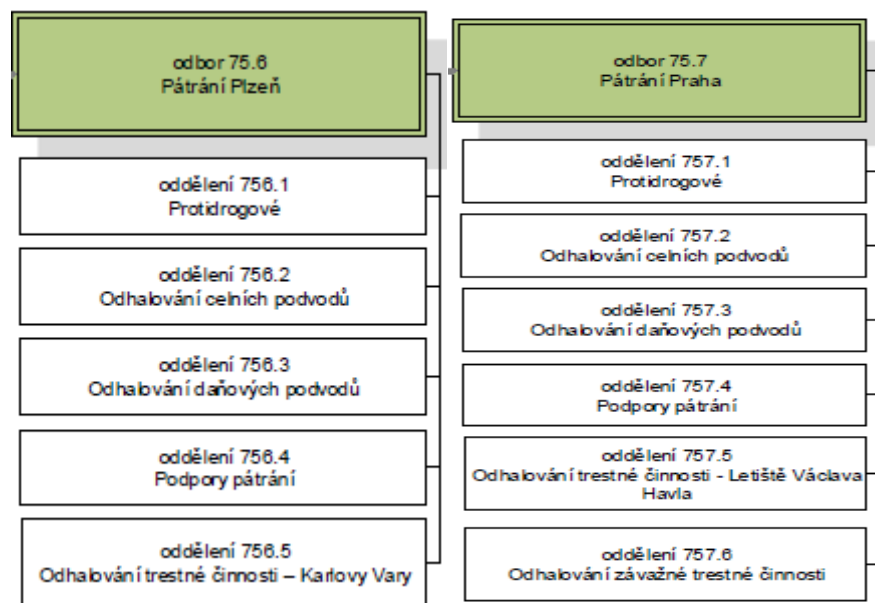 odbor 75.6
Pátrání Plzeň
oddělení 756.1
Protidrogové
oddělení 756.2
Odhalování celních podvodů
oddělení 756.3
Odhalování daňových podvodů
oddělení 756.4
Podpory pátrání
oddělení 756.5
Odhalování trestné činnosti – Karlovy Vary
odbor 75.7
Pátrání Praha
oddělení 757.1
Protidrogové
oddělení 757.2
Odhalování celních podvodů
oddělení 757.3
Odhalování daňových podvodů
oddělení 757.4
Podpory pátrání
oddělení 757.5
Odhalování trestné činnosti - Letiště Václava
Havla
oddělení 757.6
Odhalování závažné trestné činnosti